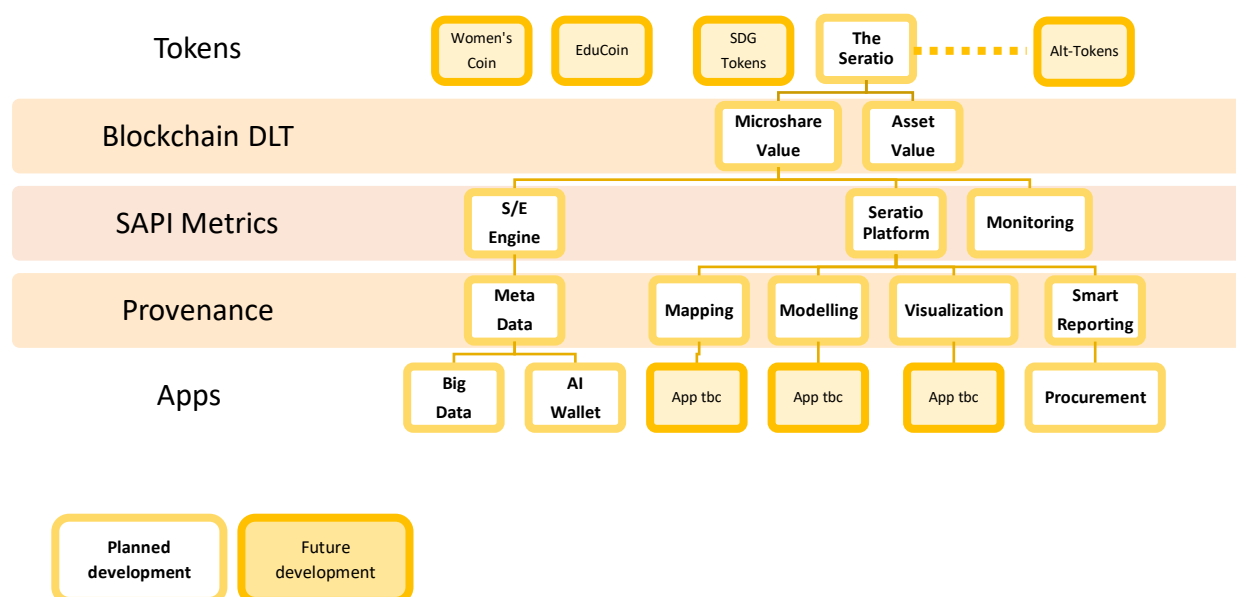 Tokens
Women's
Coin
EduCoin
SDG
Tokens
The
Seratio
Alt-Tokens
Blockchain DLT
Microshare
Value
Asset
Value
SAPI Metrics
S/E
Engine
Seratio
Platform
Monitoring
Provenance
Meta
Data
Mapping
Modelling
Visualization
Smart
Reporting
Apps
Big
Data
AI
Wallet
App tbc
App tbc
App tbc
Procurement
Planned
development
Future
development